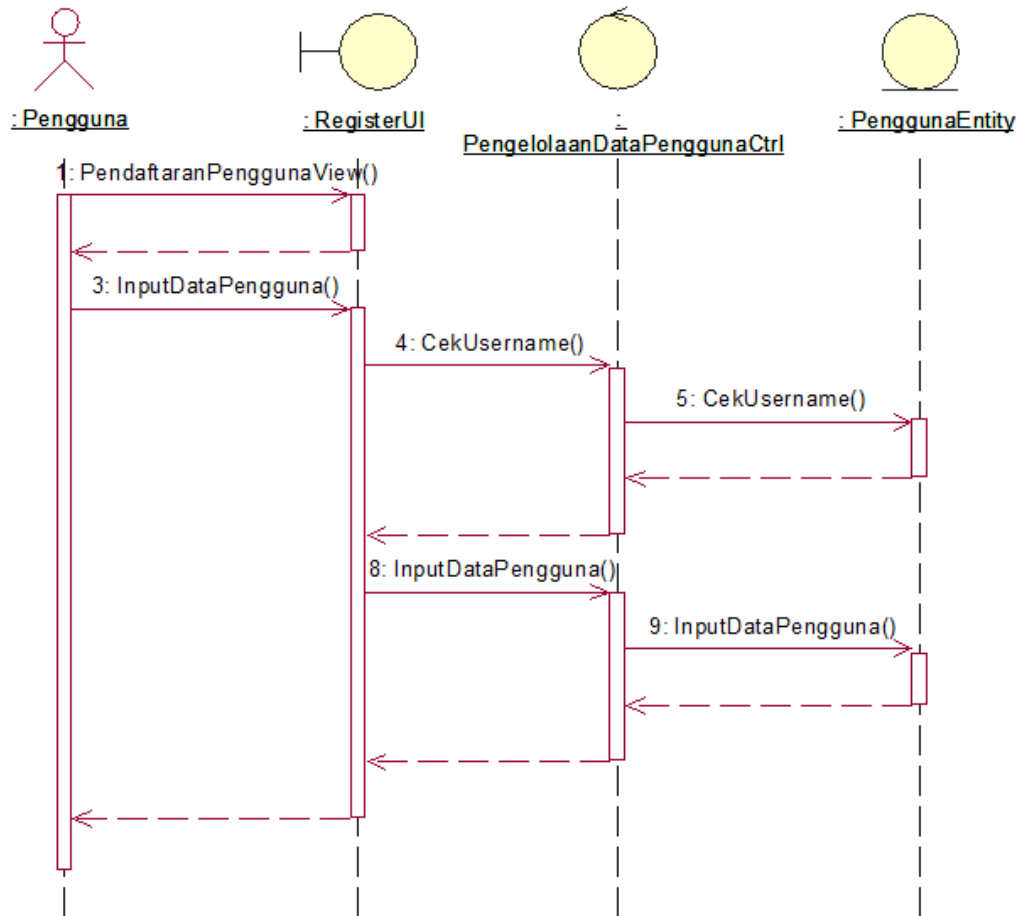 : Pengguna
: RegisterUI
:
PengelolaanDataPenggunaCtrl
: PenggunaEntity
1: PendaftaranPenggunaView()
3: InputDataPengguna()
4: CekUsername()
5: CekUsername()
8: InputDataPengguna()
9: InputDataPengguna()